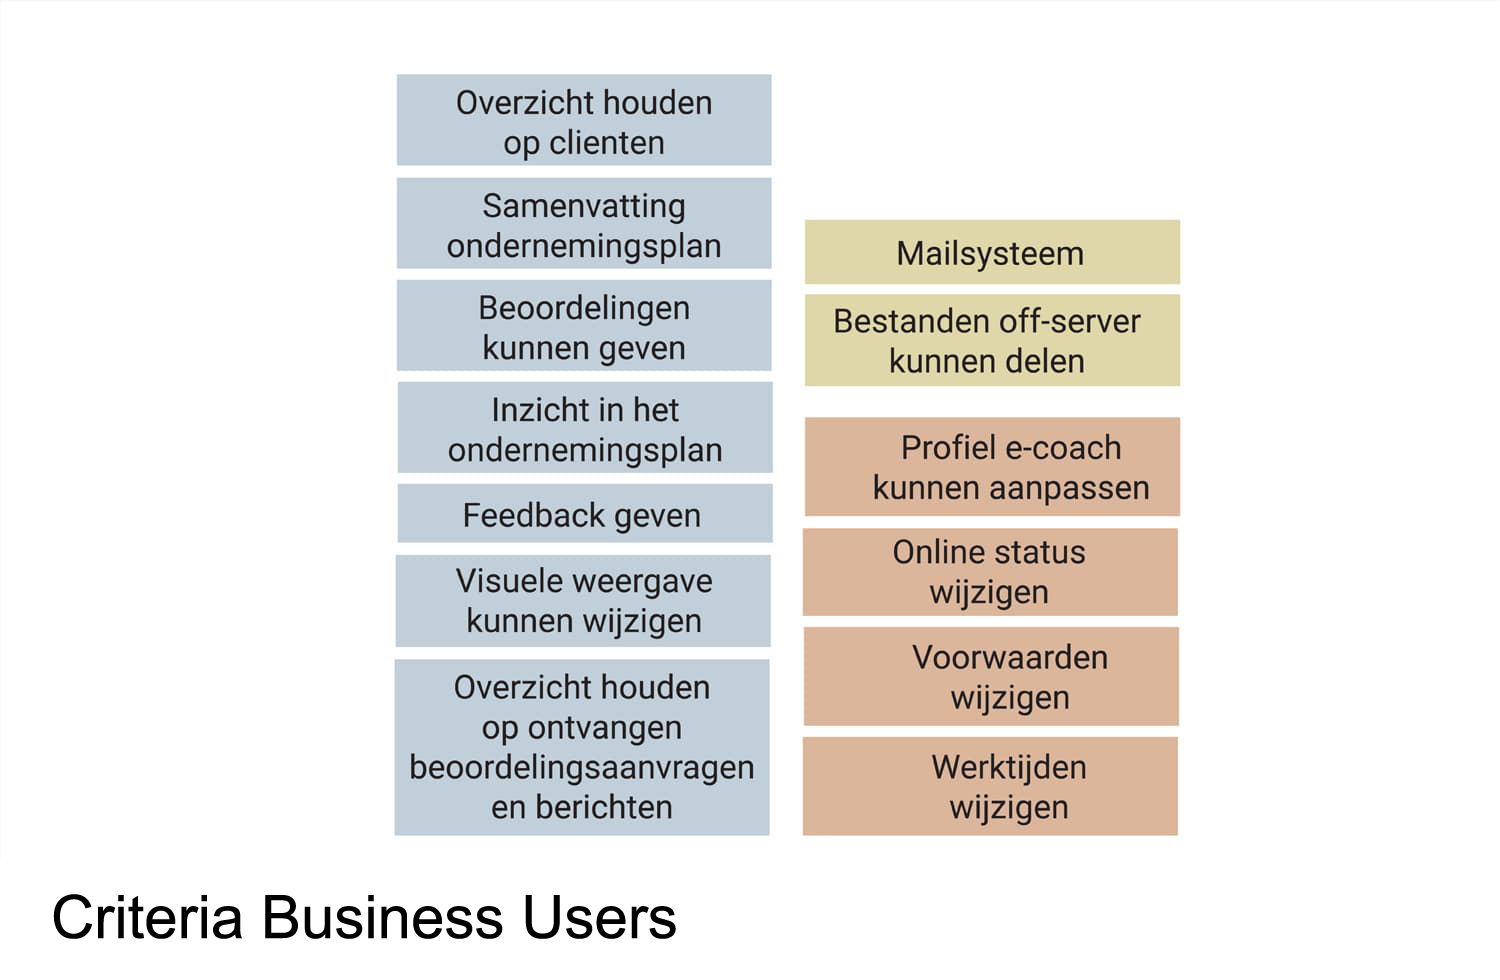 Overzicht houden
op clienten
Samenvatting
ondernemingsplan
Beoordelingen
kunnen geven
Inzicht in het
ondernemingsplan
Feedback geven
Visuele weergave
kunnen wijzigen
Overzicht houden
op ontvangen
beoordelingsaanvragen
en berichten
Mailsysteem
Bestanden off-server
kunnen delen
Profiel e-coach
kunnen aanpassen
Online status
wijzigen
Voorwaarden
wijzigen
Werktijden
wijzigen
Criteria Business Users